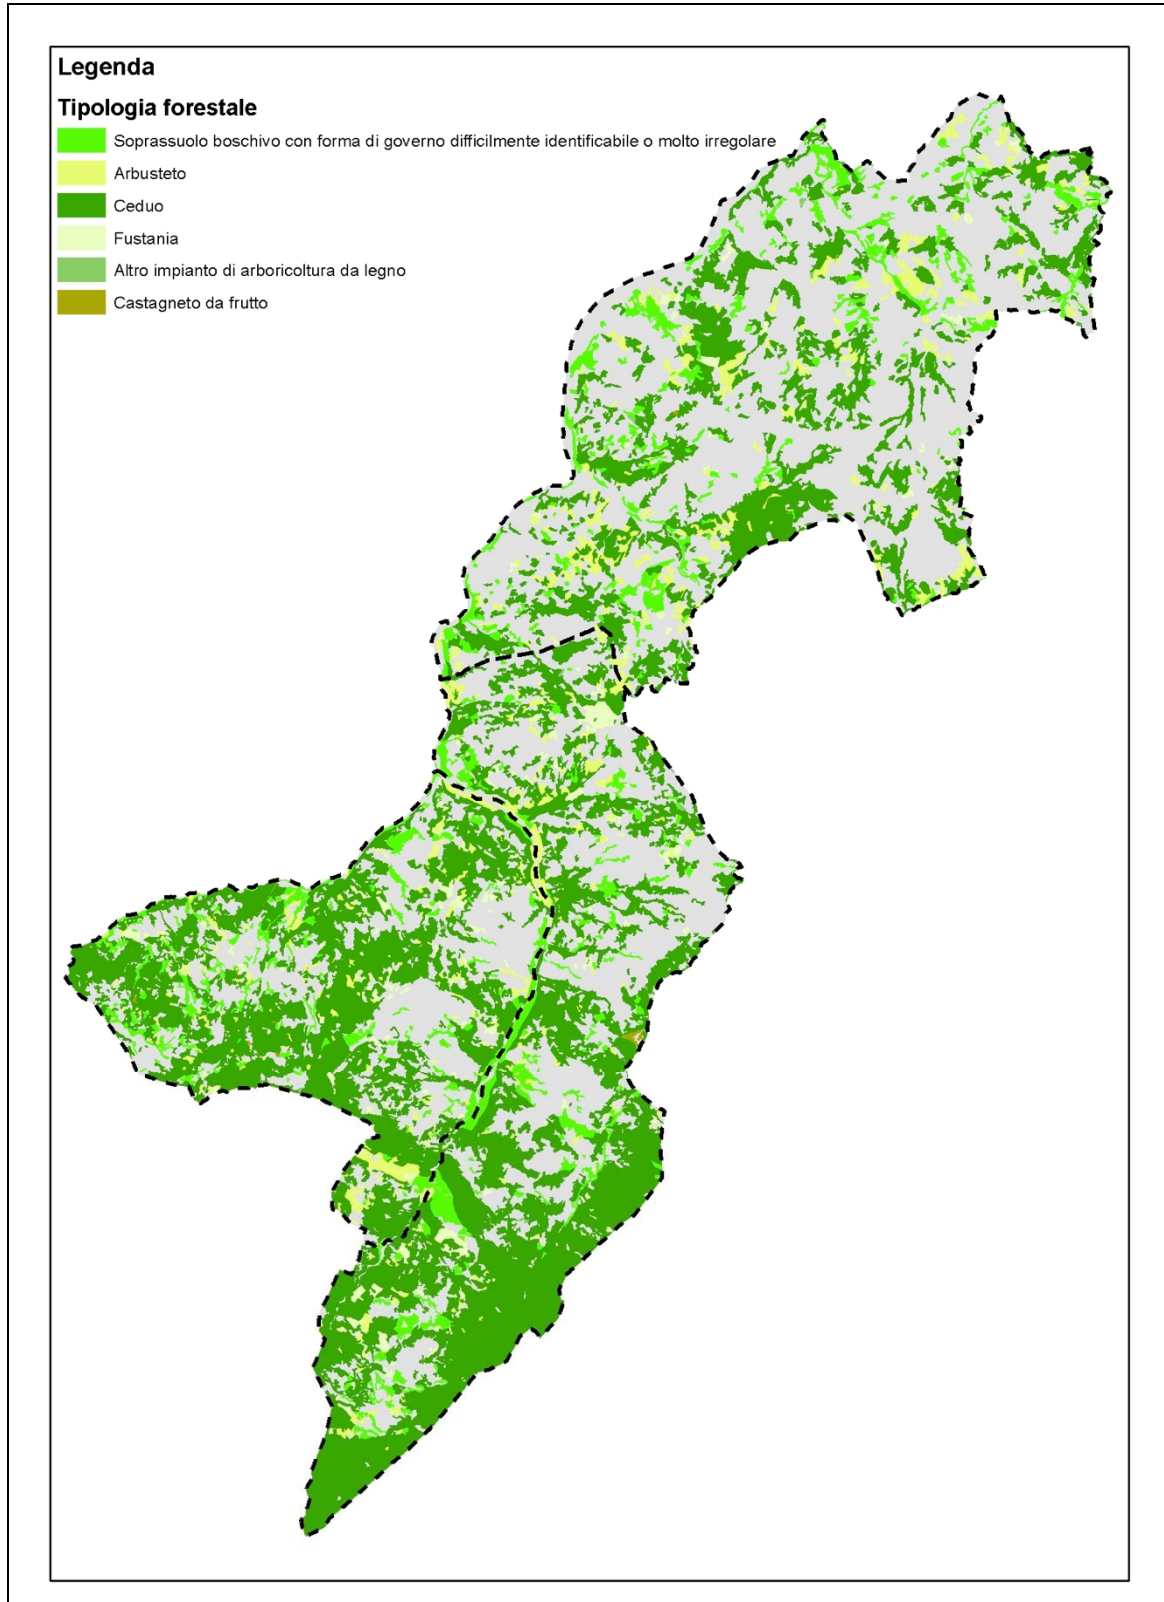 Legenda
Tipologia forestale
Soprassuolo boschivo con forma di governo difficilmente identificabile o molto irregolare
Arbusteto
Ceduo
Fustania
Altro impianto di arboricoltura da legno
Castagneto da frutto